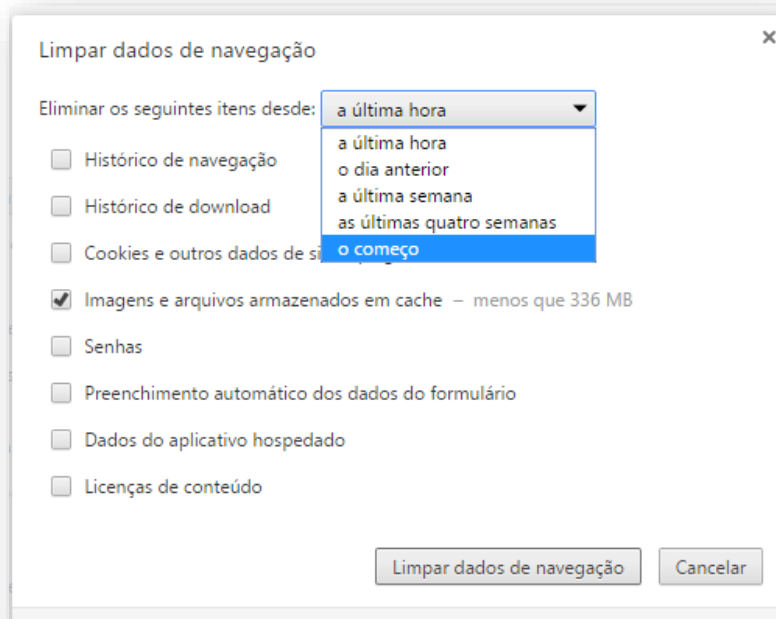 Limpar dados de navegação
Eliminar os seguintes itens desde: a última hora
a última hora
o dia anterior
a última semana
as últimas quatro semanas
o começo
Histórico de navegação
Histórico de download
Cookies e outros dados de
Imagens e arquivos armazenados em cache – menos que 336 MB
Senhas
Preenchimento automático dos dados do formulário
Dados do aplicativo hospedado
Licenças de conteúdo
Limpar dados de navegação Cancelar